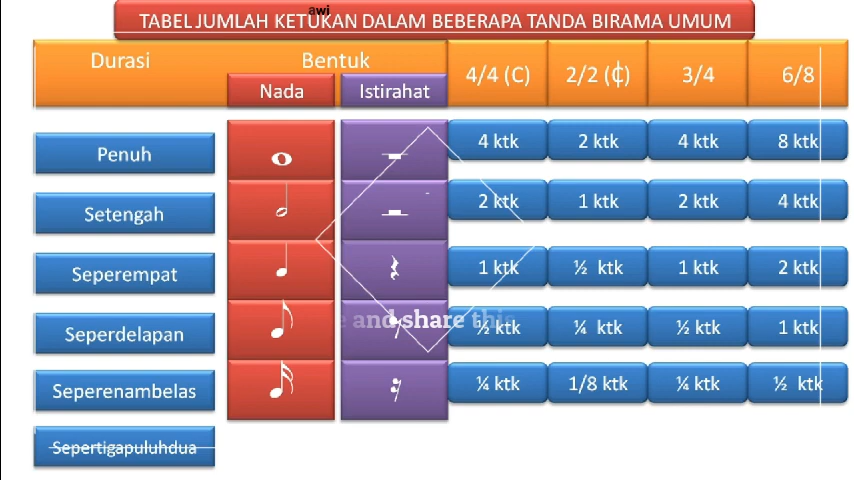 awi
TABEL JUMLAH KETUKAN DALAM BEBERAPA TANDA BIRAMA UMUM
Durasi Bentuk 4/4 (C) 2/2 (₵) 3/4 6/8
Nada Istirahat
Penuh 4 ktk 2 ktk 4 ktk 8 ktk
Setengah 2 ktk 1 ktk 2 ktk 4 ktk
Seperempat 1 ktk ½ ktk 1 ktk 2 ktk
Seperdelapan ½ ktk ¼ ktk ½ ktk 1 ktk
e and share this
Seperenambelas ¼ ktk 1/8 ktk ¼ ktk ½ ktk
Sepertigapuluhdua